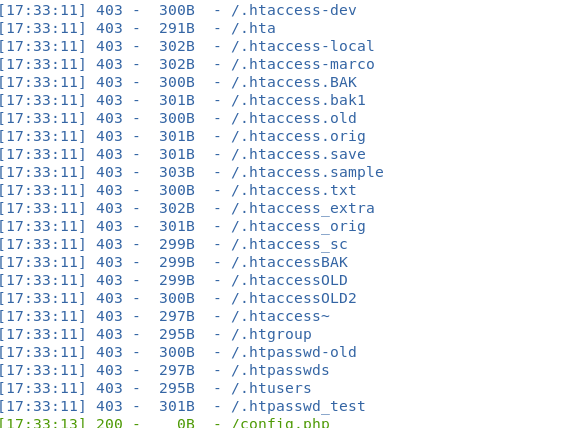 [17:33:11] 403 -  300B  - /.htaccess-dev
[17:33:11] 403 -  291B  - /.hta
[17:33:11] 403 -  302B  - /.htaccess-local
[17:33:11] 403 -  302B  - /.htaccess-marco
[17:33:11] 403 -  300B  - /.htaccess.BAK
[17:33:11] 403 -  301B  - /.htaccess.bak1
[17:33:11] 403 -  300B  - /.htaccess.old
[17:33:11] 403 -  301B  - /.htaccess.orig
[17:33:11] 403 -  301B  - /.htaccess.save
[17:33:11] 403 -  303B  - /.htaccess.sample
[17:33:11] 403 -  300B  - /.htaccess.txt
[17:33:11] 403 -  302B  - /.htaccess_extra
[17:33:11] 403 -  301B  - /.htaccess_orig
[17:33:11] 403 -  299B  - /.htaccess_sc
[17:33:11] 403 -  299B  - /.htaccessBAK
[17:33:11] 403 -  299B  - /.htaccessOLD
[17:33:11] 403 -  300B  - /.htaccessOLD2
[17:33:11] 403 -  297B  - /.htaccess~
[17:33:11] 403 -  295B  - /.htgroup
[17:33:11] 403 -  300B  - /.htpasswd-old
[17:33:11] 403 -  297B  - /.htpasswds
[17:33:11] 403 -  295B  - /.htusers
[17:33:11] 403 -  301B  - /.htpasswd_test
[17:33:13] 200 -    0B  - /config.php